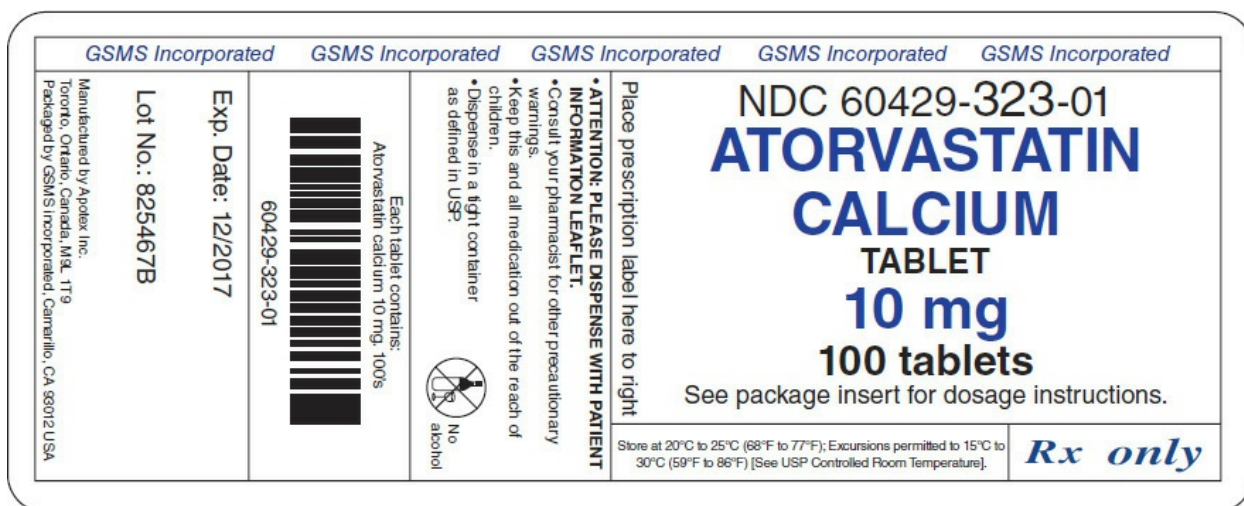 GSMS Incorporated GSMS Incorporated GSMS Incorporated GSMS Incorporated GSMS Incorporated
NDC 60429-323-01
ATORVASTATIN
CALCIUM
TABLET
10 mg
100 tablets
See package insert for dosage instructions.
Store at 20°C to 25°C (68°F to 77°F); Excursions permitted to 15°C to
30°C (59°F to 86°F) [See USP Controlled Room Temperature].
Rx only
Place prescription label here to right
• ATTENTION: PLEASE DISPENSE WITH PATIENT
INFORMATION LEAFLET.
• Consult your pharmacist for other precautionary
warnings.
• Keep this and all medication out of the reach of
children.
• Dispense in a tight container
as defined in USP.
No
alcohol
Each tablet contains:
Atorvastatin calcium 10 mg. 100's
60429-323-01
Exp. Date: 12/2017
Lot No.: 825467B
Manufactured by Apotex Inc.
Toronto, Ontario, Canada, M9L 1T9
Packaged by GSMS incorporated, Camarillo, CA 93012 USA